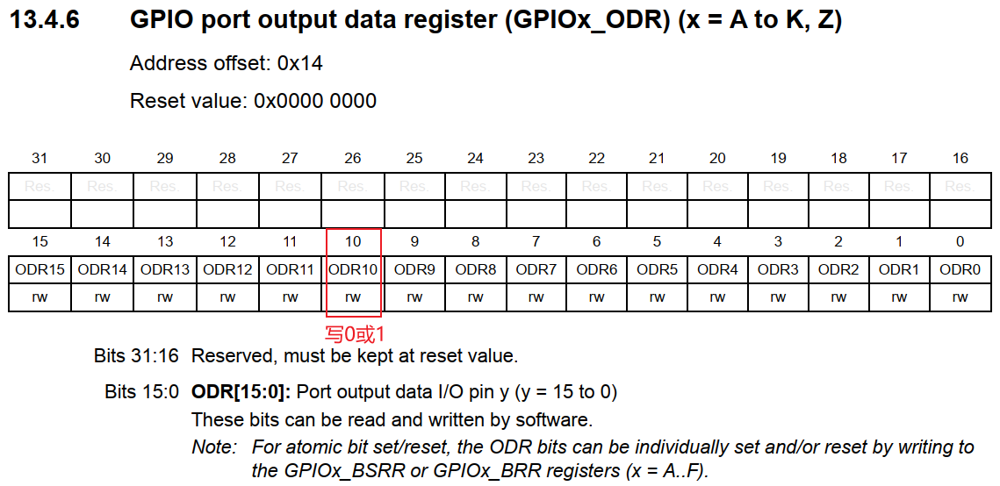 13.4.6 GPIO port output data register (GPIOx_ODR) (x = A to K, Z)
Address offset: 0x14
Reset value: 0x0000 0000
31 30 29 28 27 26 25 24 23 22 21 20 19 18 17 16
Res. Res. Res. Res. Res. Res. Res. Res. Res. Res. Res. Res. Res. Res. Res. Res.
15 14 13 12 11 10 9 8 7 6 5 4 3 2 1 0
ODR15 ODR14 ODR13 ODR12 ODR11 ODR10 ODR9 ODR8 ODR7 ODR6 ODR5 ODR4 ODR3 ODR2 ODR1 ODR0
rw rw rw rw rw rw rw rw rw rw rw rw rw rw rw rw
写0或1
Bits 31:16 Reserved, must be kept at reset value.
Bits 15:0 ODR[15:0]: Port output data I/O pin y (y = 15 to 0)
These bits can be read and written by software.
Note: For atomic bit set/reset, the ODR bits can be individually set and/or reset by writing to
the GPIOx_BSRR or GPIOx_BRR registers (x = A..F).